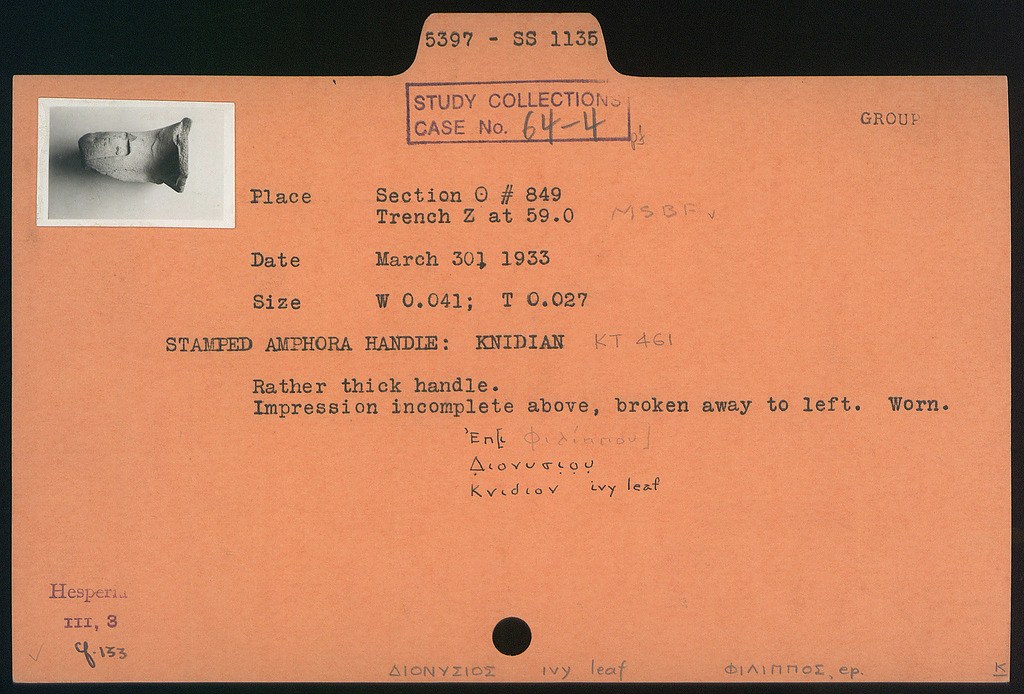 5397 - SS 1135
STUDY COLLECTIONS
CASE No. 64-4
GROUP
Place Section Θ # 849
Trench Z at 59.0 MSBF ✓
Date March 30, 1933
Size W 0.041; T 0.027
STAMPED AMPHORA HANDLE: KNIDIAN KT 461
Rather thick handle.
Impression incomplete above, broken away to left. Worn.
Ἐπ[ὶ Φιλίππου]
Διονυσίου
Κνιδίον ivy leaf
Hesperia
III, 3
133
ΔΙΟΝΥΣΙΟΣ ivy leaf ΦΙΛΙΠΠΟΣ, ep. K